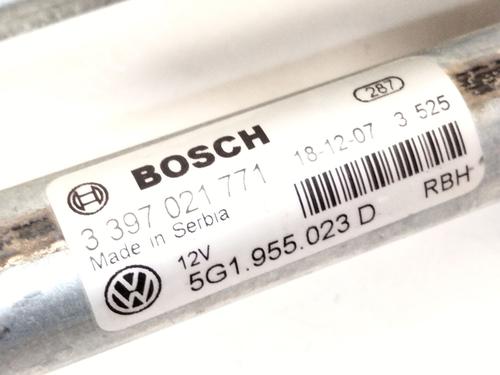 287
BOSCH
18-12-07 3 525
3 397 021 771
Made in Serbia
RBH
12V
5G1.955.023 D